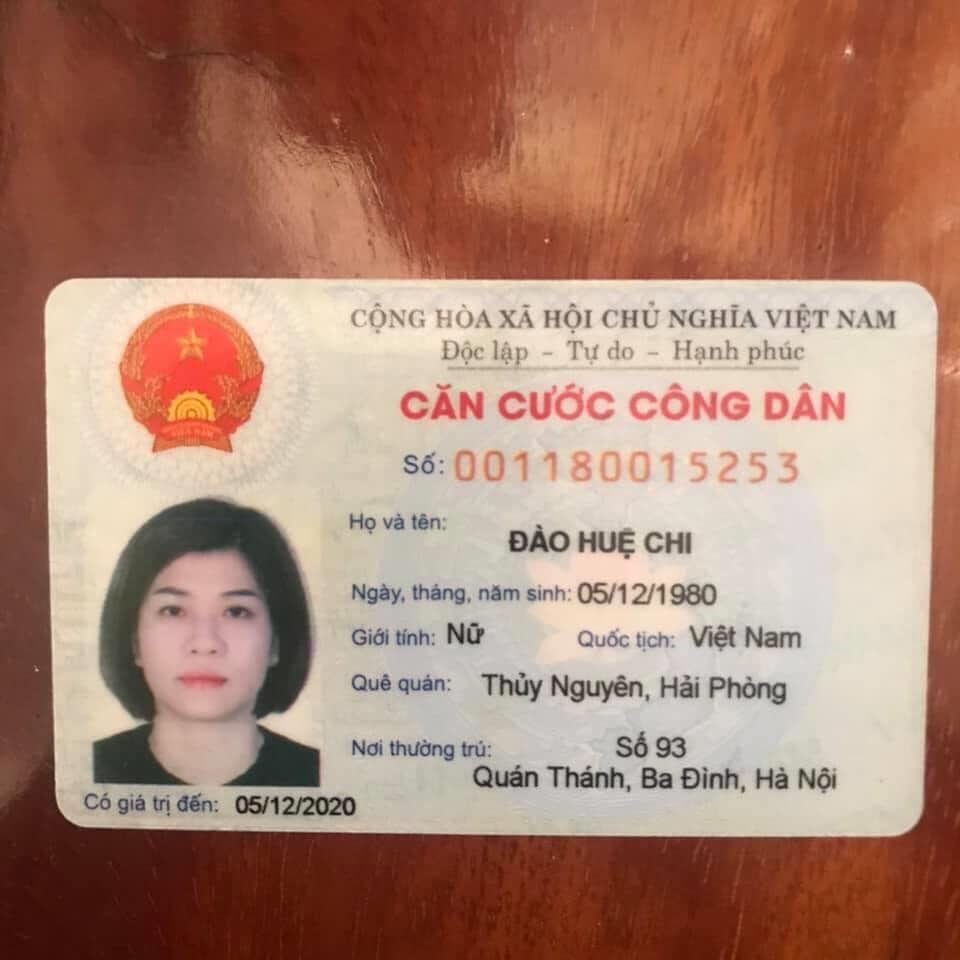 CỘNG HÒA XÃ HỘI CHỦ NGHĨA VIỆT NAM
Độc lập - Tự do - Hạnh phúc
CĂN CƯỚC CÔNG DÂN
Số: 001180015253
Họ và tên:
ĐÀO HUỆ CHI
Ngày, tháng, năm sinh: 05/12/1980
Giới tính: Nữ Quốc tịch: Việt Nam
Quê quán: Thủy Nguyên, Hải Phòng
Nơi thường trú: Số 93
Quán Thánh, Ba Đình, Hà Nội
Có giá trị đến: 05/12/2020